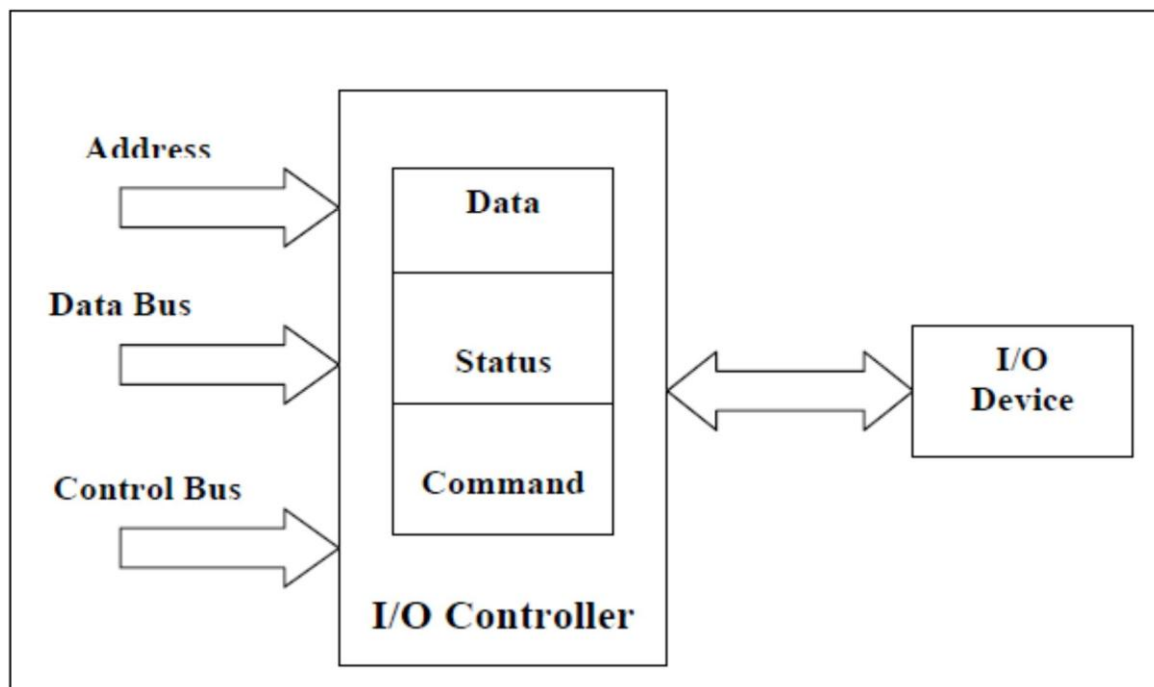 Address
Data
Data Bus
Status
I/O
Device
Control Bus
Command
I/O Controller